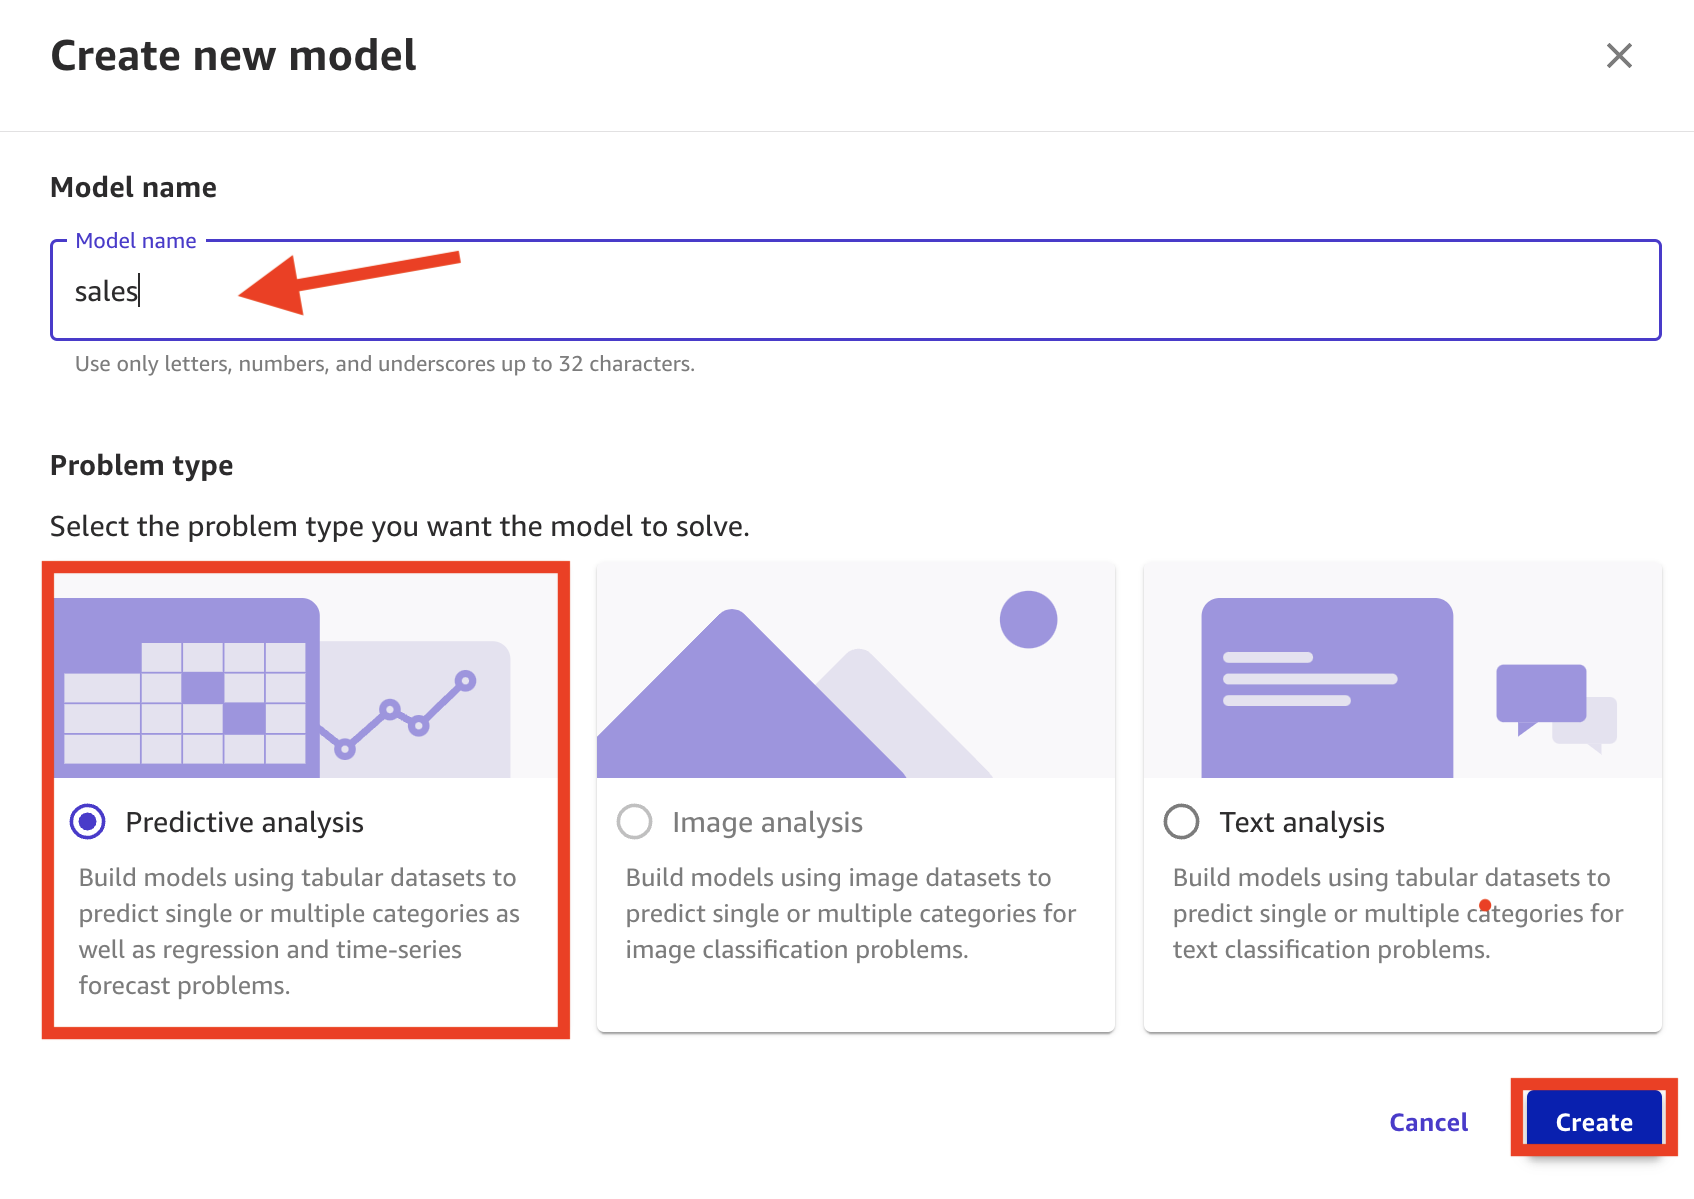 Create new model
Model name
Model name
sales
Use only letters, numbers, and underscores up to 32 characters.
Problem type
Select the problem type you want the model to solve.
Predictive analysis
Build models using tabular datasets to
predict single or multiple categories as
well as regression and time-series
forecast problems.
Image analysis
Build models using image datasets to
predict single or multiple categories for
image classification problems.
Text analysis
Build models using tabular datasets to
predict single or multiple categories for
text classification problems.
Cancel
Create